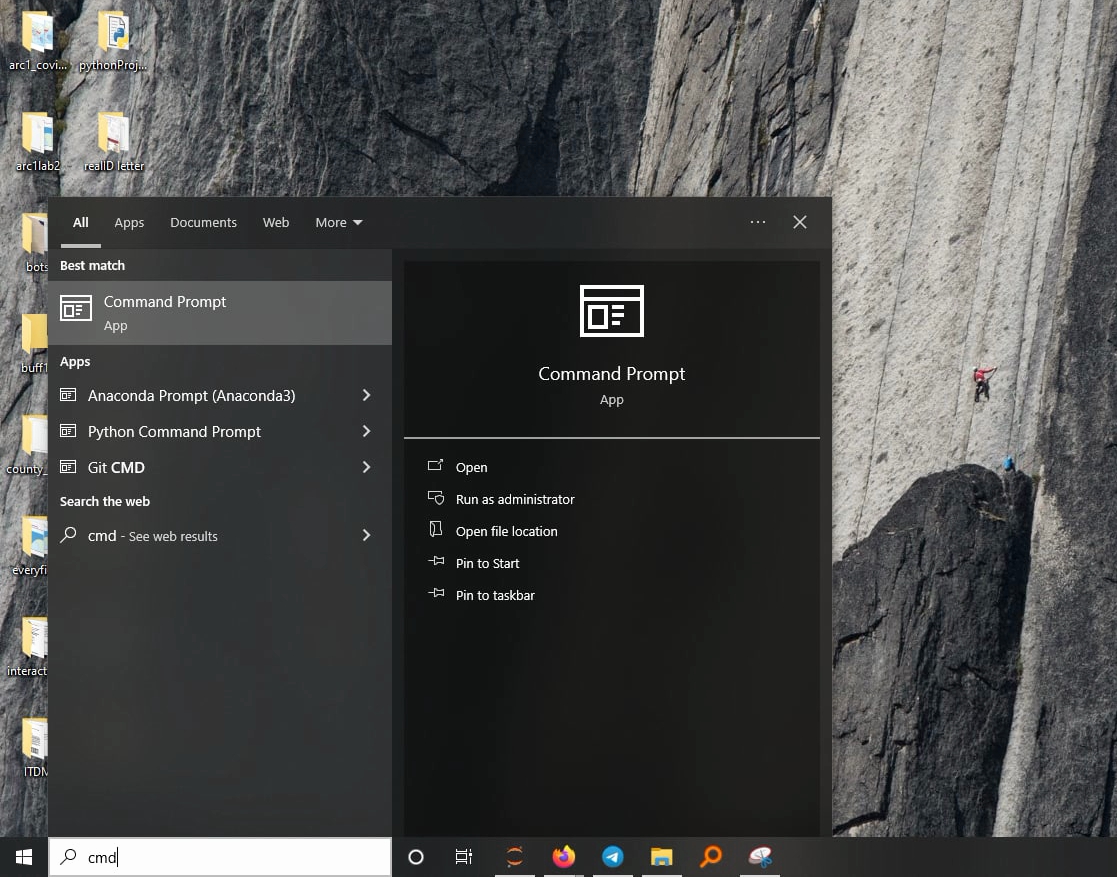 arc1_covi...
pythonProj...
arc1lab2
realID letter
bots
buff1
county_
everyfi
interact
ITDM
All
Apps
Documents
Web
More
Best match
Command Prompt
App
Apps
Anaconda Prompt (Anaconda3)
Python Command Prompt
Git CMD
Search the web
cmd - See web results
Command Prompt
App
Open
Run as administrator
Open file location
Pin to Start
Pin to taskbar
cmd